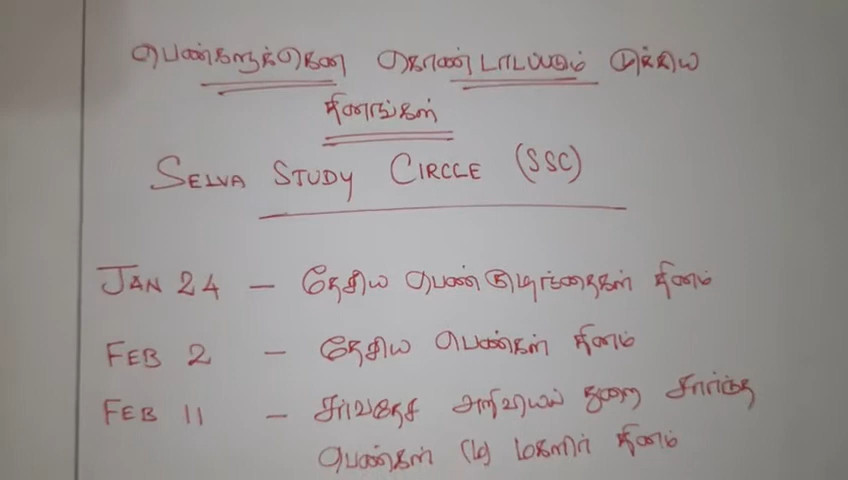 பெண்களுக்கென கொண்டாடப்படும் முக்கிய
தினங்கள்
SELVA STUDY CIRCLE (SSC)
JAN 24 - தேசிய பெண் குழந்தைகள் தினம்
FEB 2 - தேசிய பெண்கள் தினம்
FEB 11 - சர்வதேச அறிவியல் துறை சார்ந்த
பெண்கள் (ம) மகளிர் தினம்